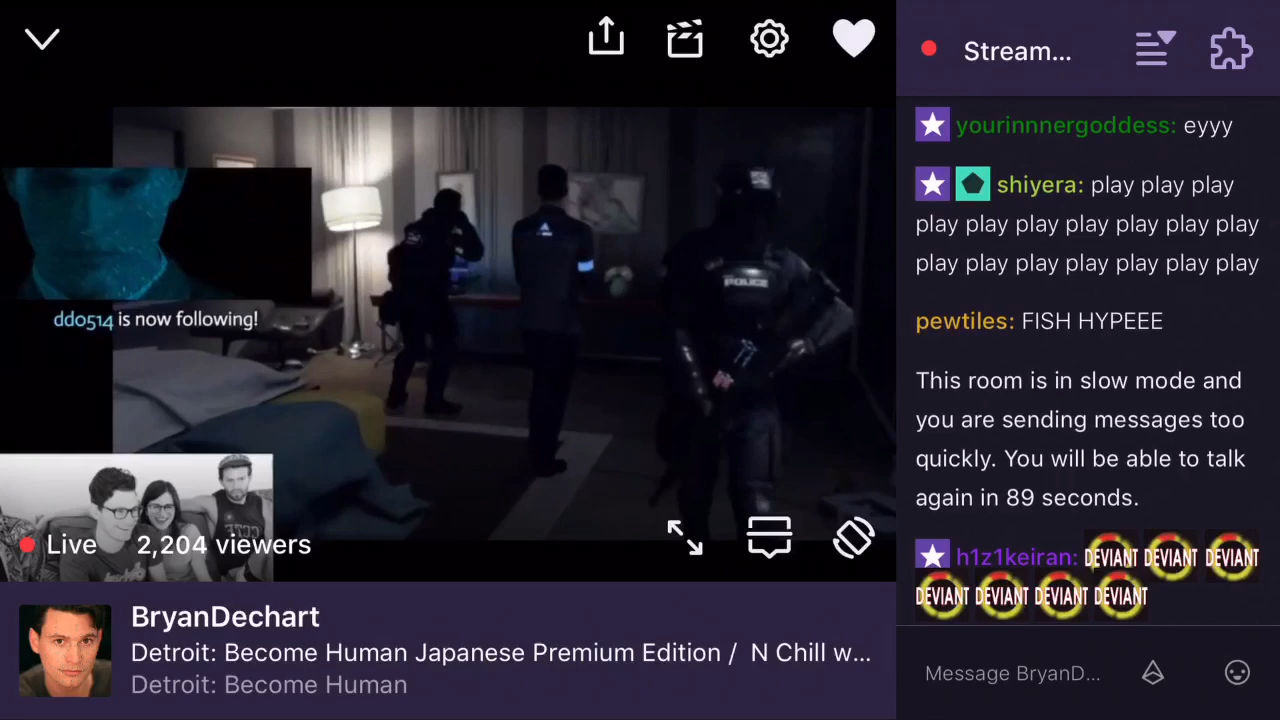 Stream...
yourinnnergoddess: eyyy
shiyera: play play play
play play play play play play play
play play play play play play play
pewtiles: FISH HYPEEE
This room is in slow mode and
you are sending messages too
quickly. You will be able to talk
again in 89 seconds.
h1z1keiran: DEVIANT DEVIANT DEVIANT
DEVIANT DEVIANT DEVIANT DEVIANT
Message BryanD...
POLICE
ddo514 is now following!
Live 2,204 viewers
BryanDechart
Detroit: Become Human Japanese Premium Edition / N Chill w...
Detroit: Become Human